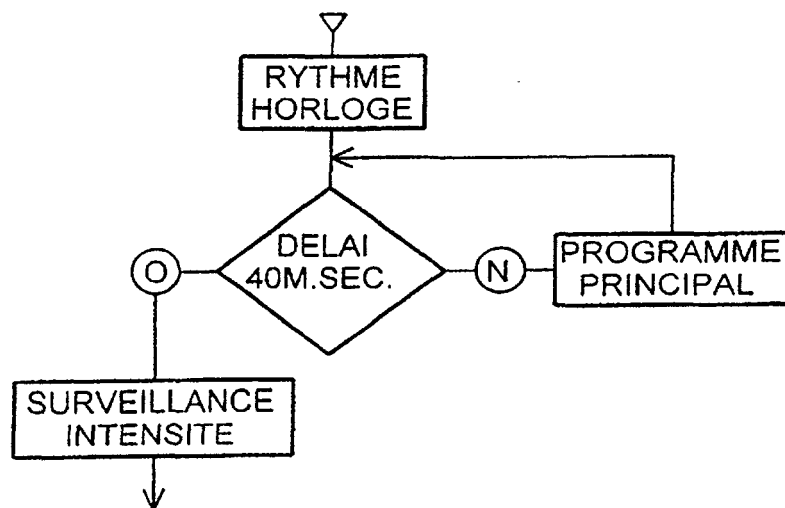 RYTHME
HORLOGE
DELAI
40M.SEC.
O
N
PROGRAMME
PRINCIPAL
SURVEILLANCE
INTENSITE